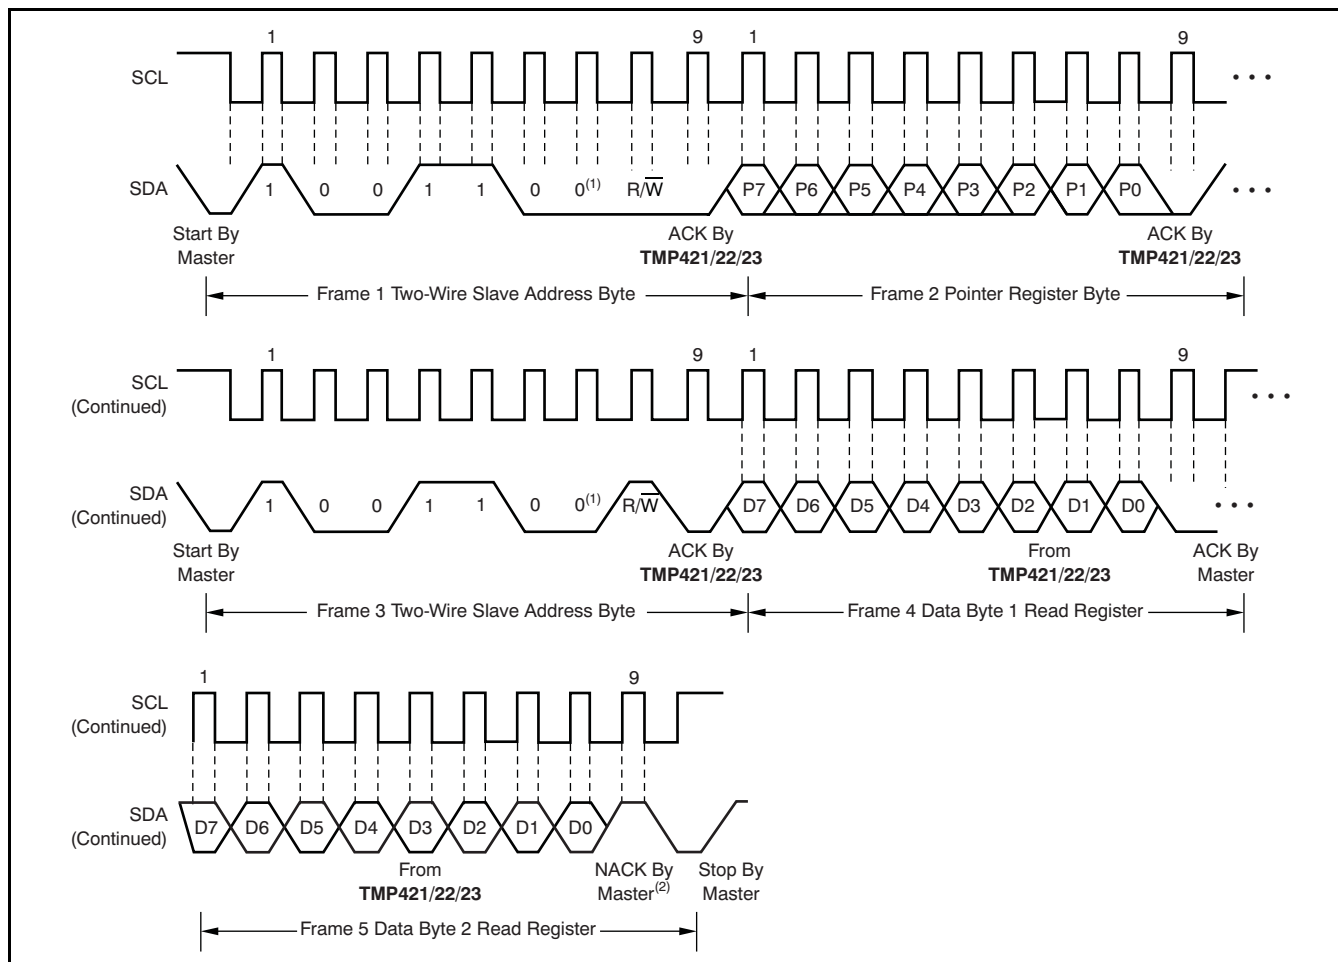 1 9 1 9
SCL . . .
SDA 1 0 0 1 1 0 0(1) R/W̅ P7 P6 P5 P4 P3 P2 P1 P0 . . .
Start By Master
ACK By TMP421/22/23
ACK By TMP421/22/23
Frame 1 Two-Wire Slave Address Byte
Frame 2 Pointer Register Byte
1 9 1 9
SCL (Continued) . . .
SDA (Continued) 1 0 0 1 1 0 0(1) R/W̅ D7 D6 D5 D4 D3 D2 D1 D0 . . .
Start By Master
ACK By TMP421/22/23
From TMP421/22/23
ACK By Master
Frame 3 Two-Wire Slave Address Byte
Frame 4 Data Byte 1 Read Register
1 9
SCL (Continued)
SDA (Continued) D7 D6 D5 D4 D3 D2 D1 D0
From TMP421/22/23
NACK By Master(2)
Stop By Master
Frame 5 Data Byte 2 Read Register